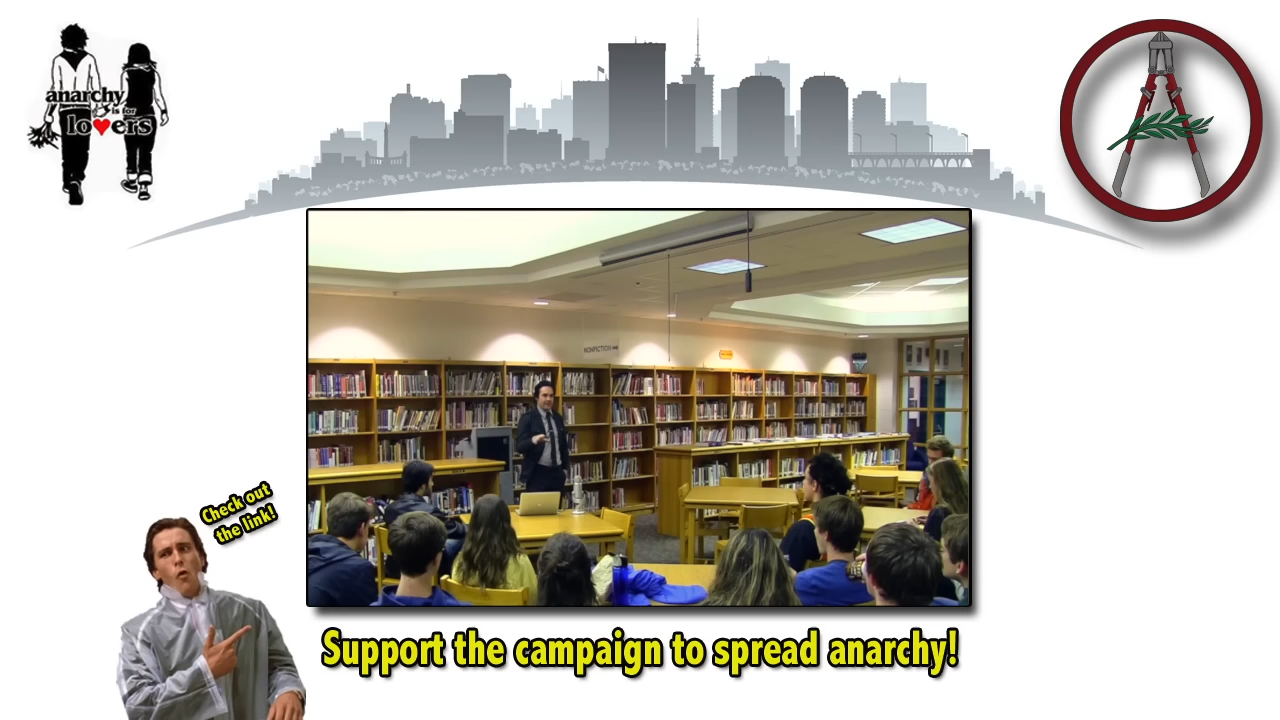 anarchy
is for
lovers
NONFICTION
Check out
the link!
Support the campaign to spread anarchy!